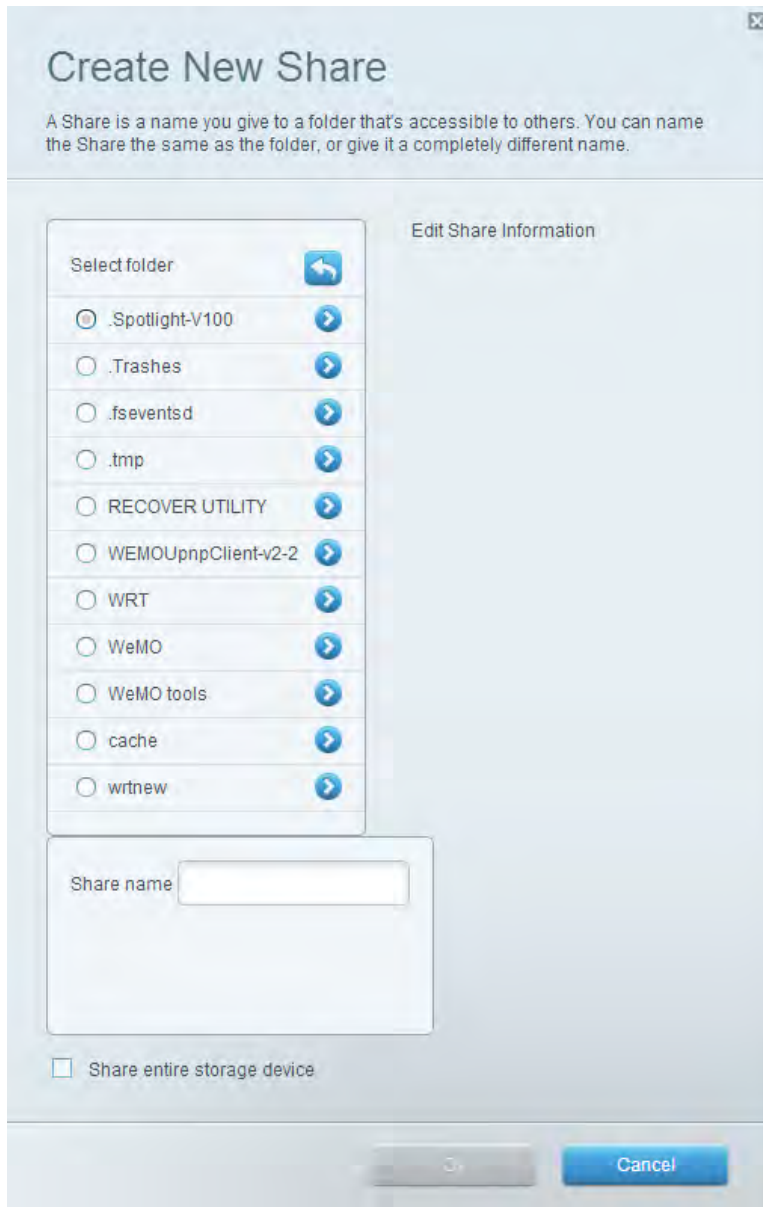 Create New Share
A Share is a name you give to a folder that's accessible to others. You can name
the Share the same as the folder, or give it a completely different name.
Select folder
Edit Share Information
.Spotlight-V100
.Trashes
.fseventsd
.tmp
RECOVER UTILITY
WEMOUpnpClient-v2-2
WRT
WeMO
WeMO tools
cache
wrtnew
Share name
Share entire storage device
Cancel